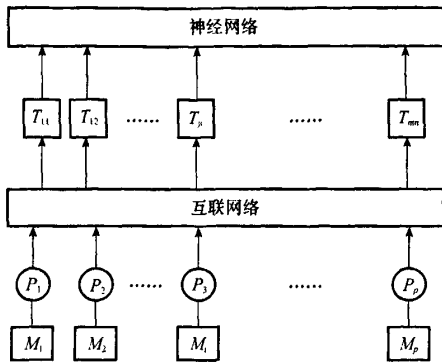 神经网络
T₁₁ T₁₂ …… Tᵢⱼ …… Tₘₙ
互联网络
P₁ P₂ …… P₃ …… Pₚ
M₁ M₂ Mᵢ Mₚ